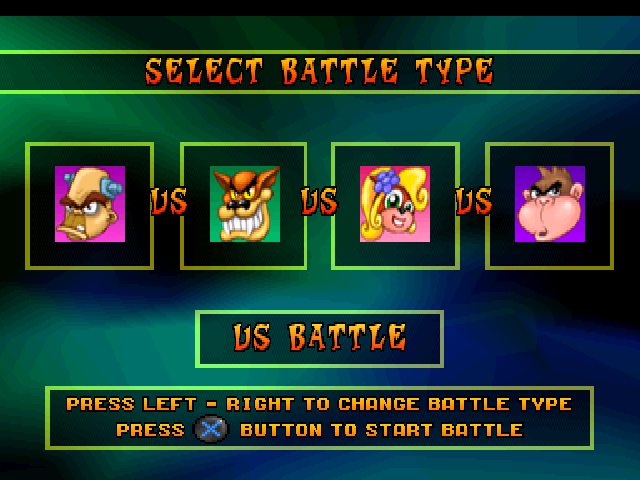 SELECT BATTLE TYPE
VS VS VS
VS BATTLE
PRESS LEFT - RIGHT TO CHANGE BATTLE TYPE
PRESS X BUTTON TO START BATTLE